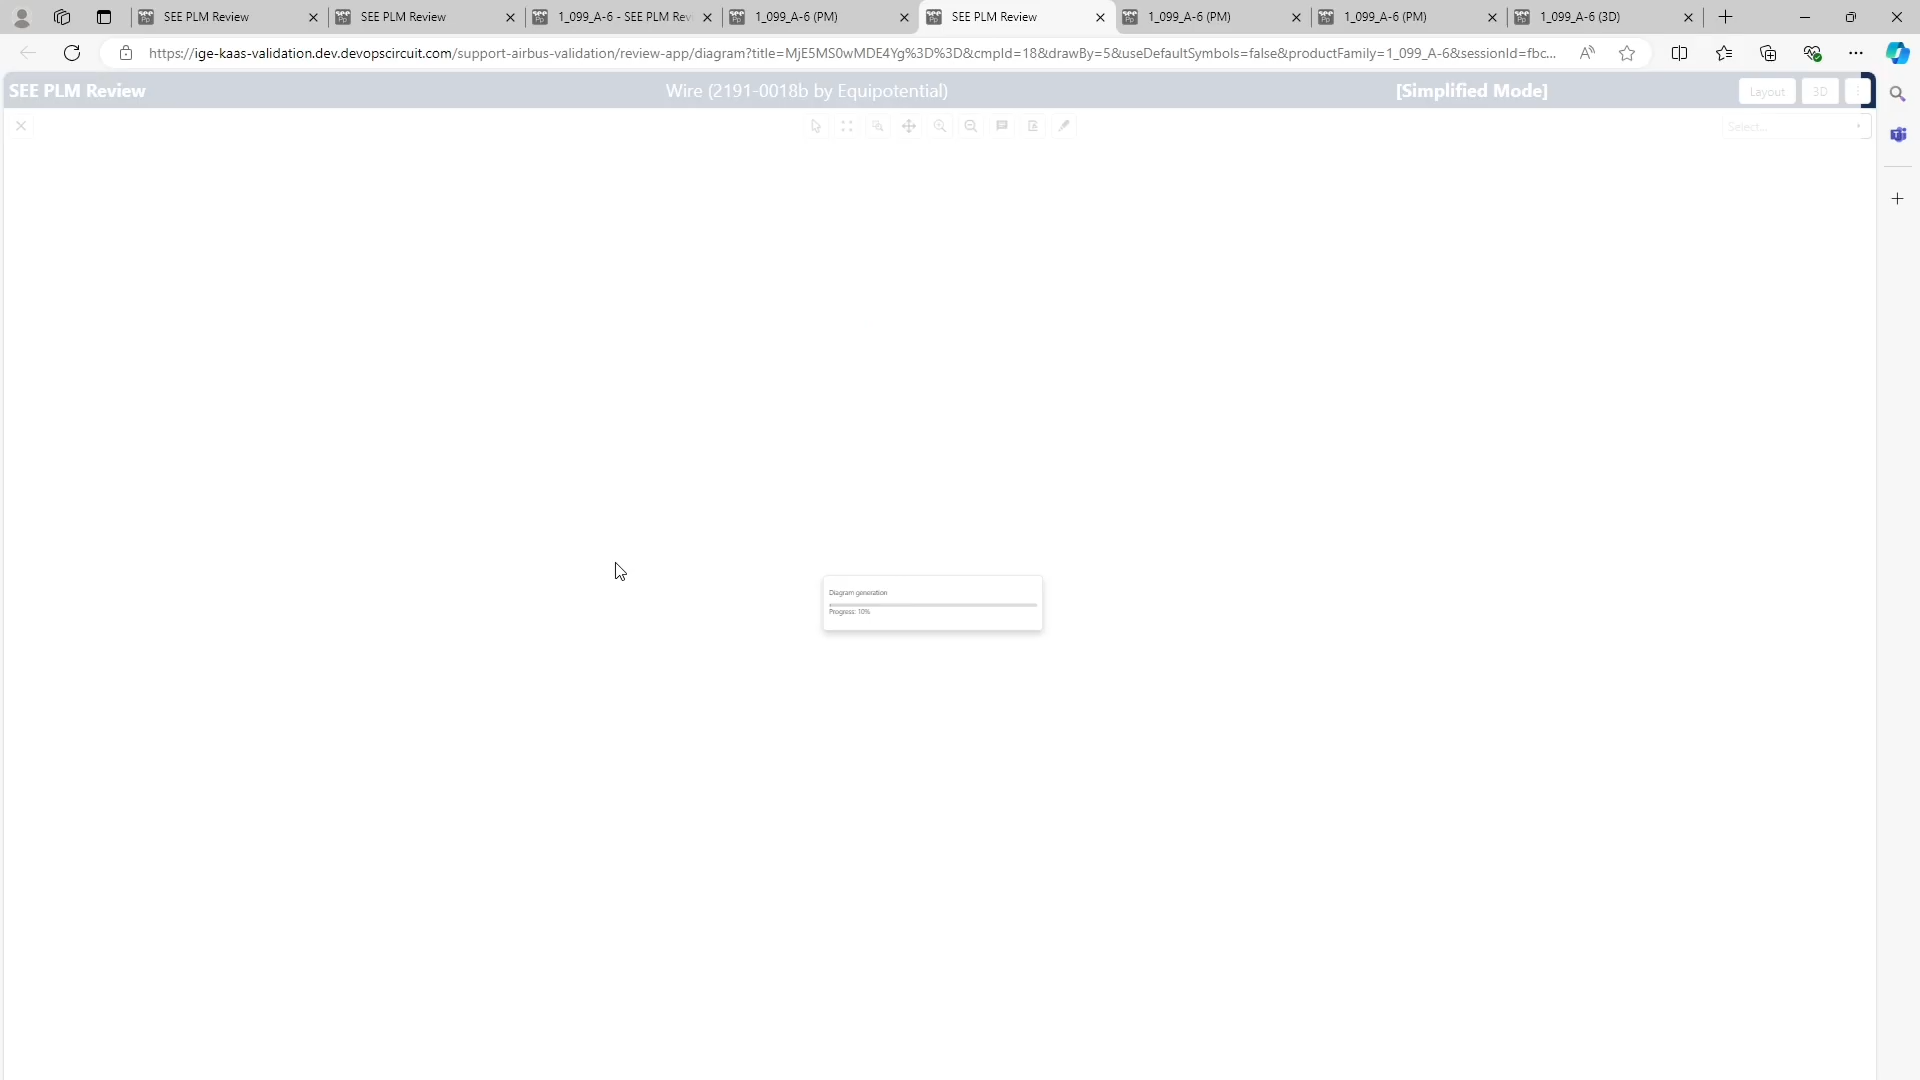 SEE PLM Review
SEE PLM Review
1_099_A-6 - SEE PLM Rev
1_099_A-6 (PM)
SEE PLM Review
1_099_A-6 (PM)
1_099_A-6 (PM)
1_099_A-6 (3D)
https://ige-kaas-validation.dev.devopscircuit.com/support-airbus-validation/review-app/diagram?title=MjE5MS0wMDE4Yg%3D%3D&cmpId=18&drawBy=5&useDefaultSymbols=false&productFamily=1_099_A-6&sessionId=fbc...
SEE PLM Review
Wire (2191-0018b by Equipotential)
[Simplified Mode]
Layout
3D
Select...
Diagram generation
Progress: 10%